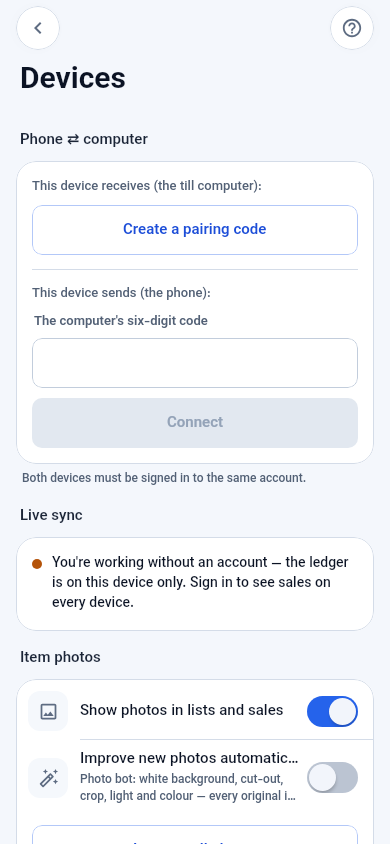 Devices
Phone ⇄ computer
This device receives (the till computer):
Create a pairing code
This device sends (the phone):
The computer's six-digit code
Connect
Both devices must be signed in to the same account.
Live sync
You're working without an account — the ledger
is on this device only. Sign in to see sales on
every device.
Item photos
Show photos in lists and sales
Improve new photos automatic…
Photo bot: white background, cut-out,
crop, light and colour — every original i…